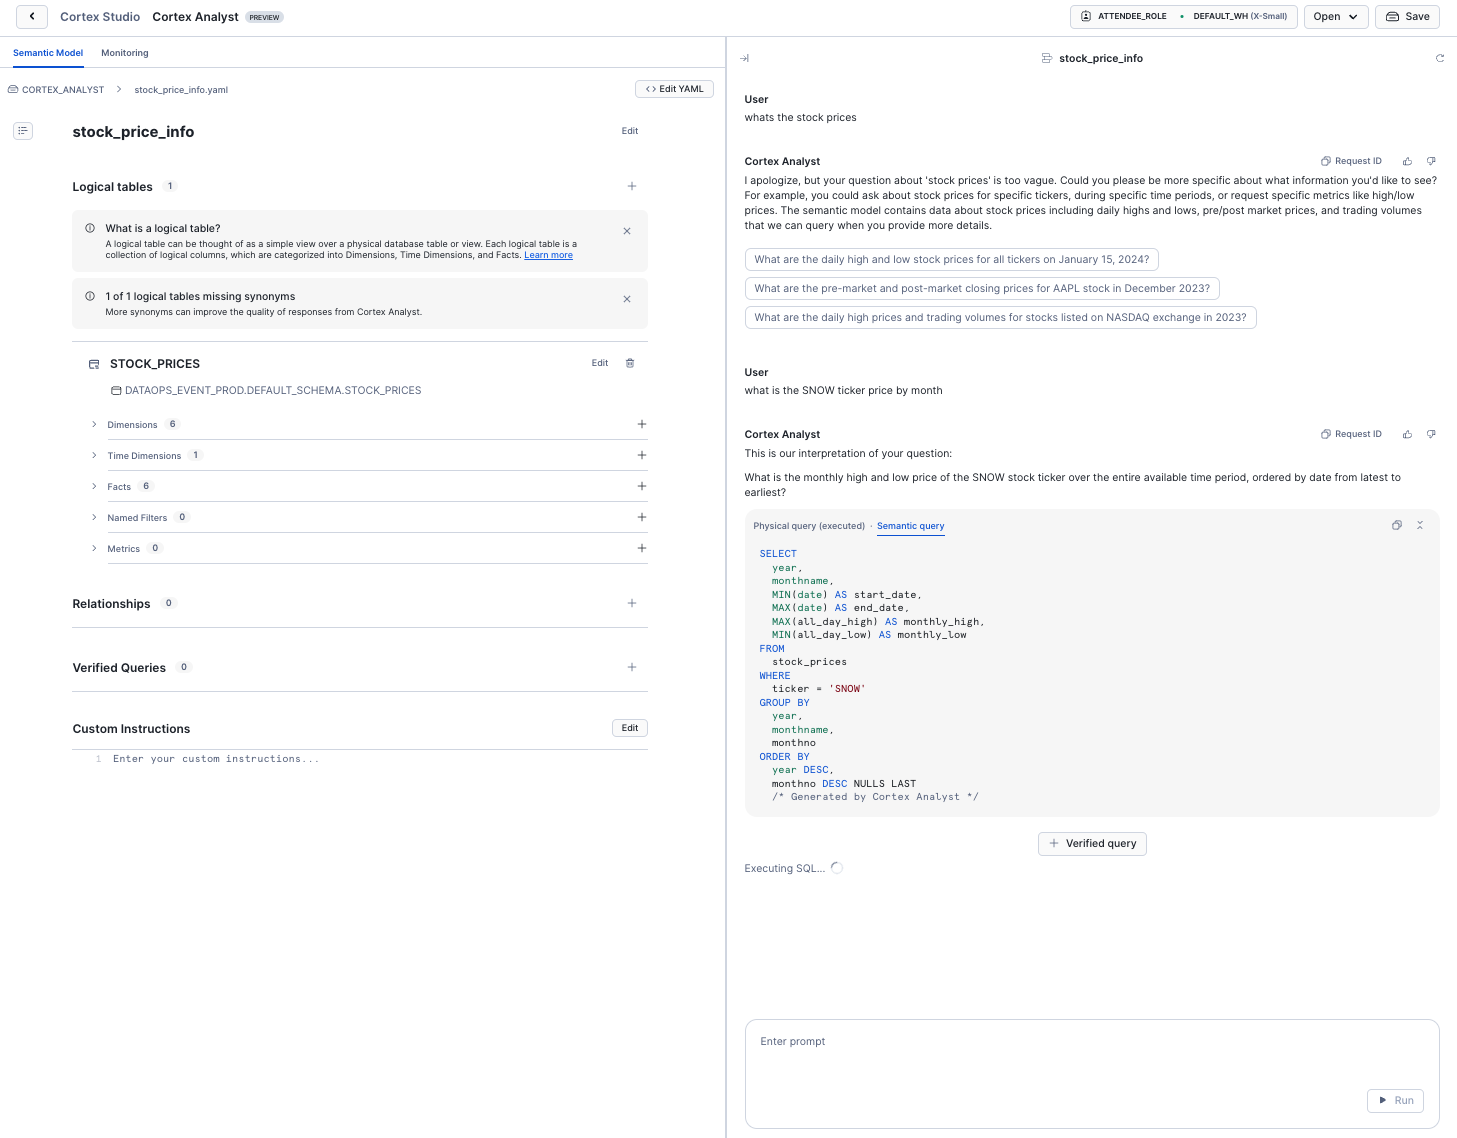 Cortex Studio Cortex Analyst PREVIEW
ATTENDEE_ROLE • DEFAULT_WH (X-Small) Open Save
Semantic Model Monitoring
CORTEX_ANALYST > stock_price_info.yaml
<> Edit YAML
stock_price_info Edit
Logical tables 1 +
What is a logical table?
A logical table can be thought of as a simple view over a physical database table or view. Each logical table is a
collection of logical columns, which are categorized into Dimensions, Time Dimensions, and Facts. Learn more
1 of 1 logical tables missing synonyms
More synonyms can improve the quality of responses from Cortex Analyst.
STOCK_PRICES Edit
DATAOPS_EVENT_PROD.DEFAULT_SCHEMA.STOCK_PRICES
Dimensions 6 +
Time Dimensions 1 +
Facts 6 +
Named Filters 0 +
Metrics 0 +
Relationships 0 +
Verified Queries 0 +
Custom Instructions Edit
1 Enter your custom instructions...
stock_price_info
User
whats the stock prices
Cortex Analyst Request ID
I apologize, but your question about 'stock prices' is too vague. Could you please be more specific about what information you'd like to see?
For example, you could ask about stock prices for specific tickers, during specific time periods, or request specific metrics like high/low
prices. The semantic model contains data about stock prices including daily highs and lows, pre/post market prices, and trading volumes
that we can query when you provide more details.
What are the daily high and low stock prices for all tickers on January 15, 2024?
What are the pre-market and post-market closing prices for AAPL stock in December 2023?
What are the daily high prices and trading volumes for stocks listed on NASDAQ exchange in 2023?
User
what is the SNOW ticker price by month
Cortex Analyst Request ID
This is our interpretation of your question:
What is the monthly high and low price of the SNOW stock ticker over the entire available time period, ordered by date from latest to
earliest?
Physical query (executed) · Semantic query
SELECT
year,
monthname,
MIN(date) AS start_date,
MAX(date) AS end_date,
MAX(all_day_high) AS monthly_high,
MIN(all_day_low) AS monthly_low
FROM
stock_prices
WHERE
ticker = 'SNOW'
GROUP BY
year,
monthname,
monthno
ORDER BY
year DESC,
monthno DESC NULLS LAST
/* Generated by Cortex Analyst */
+ Verified query
Executing SQL...
Enter prompt
Run